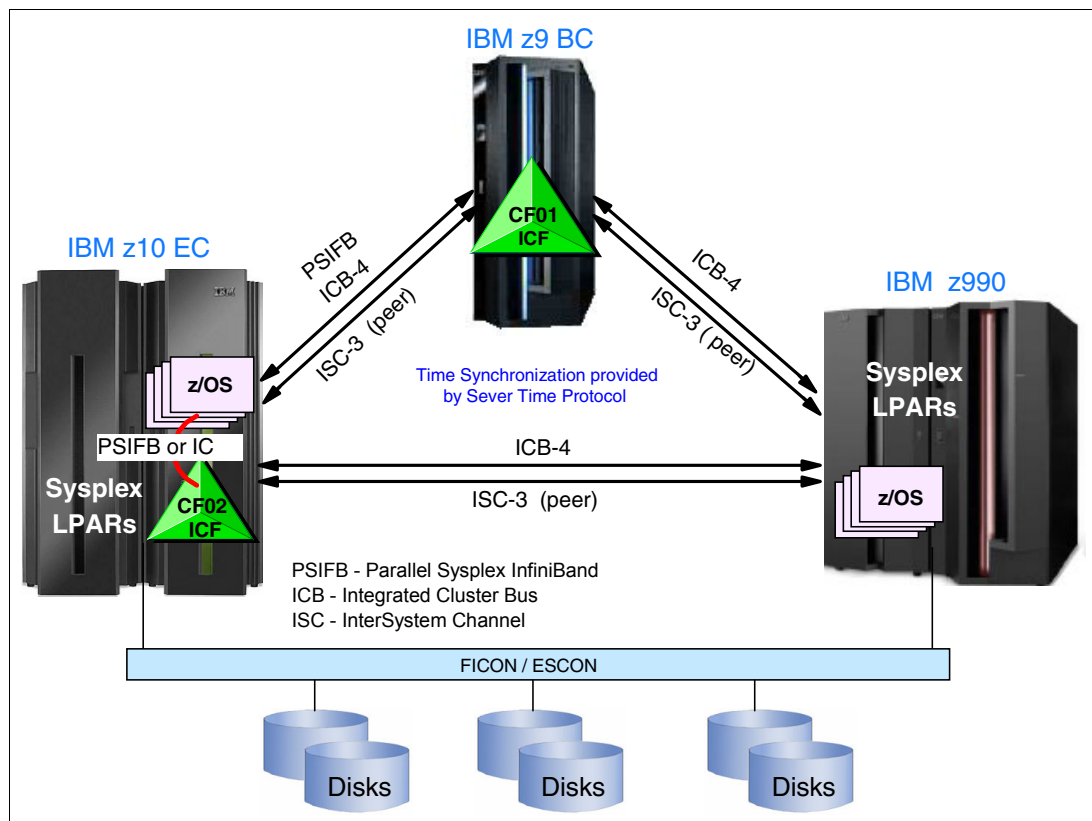 IBM z9 BC
CF01
ICF
IBM z10 EC
PSIFB
ICB-4
ISC-3 (peer)
ICB-4
ISC-3 ( peer)
IBM z990
IBM
z/OS
Time Synchronization provided
by Sever Time Protocol
Sysplex
LPARs
PSIFB or IC
ICB-4
Sysplex
LPARs
CF02
ICF
ISC-3 (peer)
z/OS
PSIFB - Parallel Sysplex InfiniBand
ICB - Integrated Cluster Bus
ISC - InterSystem Channel
FICON / ESCON
Disks
Disks
Disks